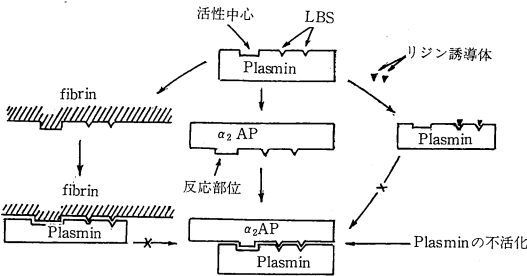 活性中心
LBS
Plasmin
リジン誘導体
fibrin
α₂ AP
Plasmin
反応部位
fibrin
Plasmin
α₂AP
Plasmin
Plasminの不活化